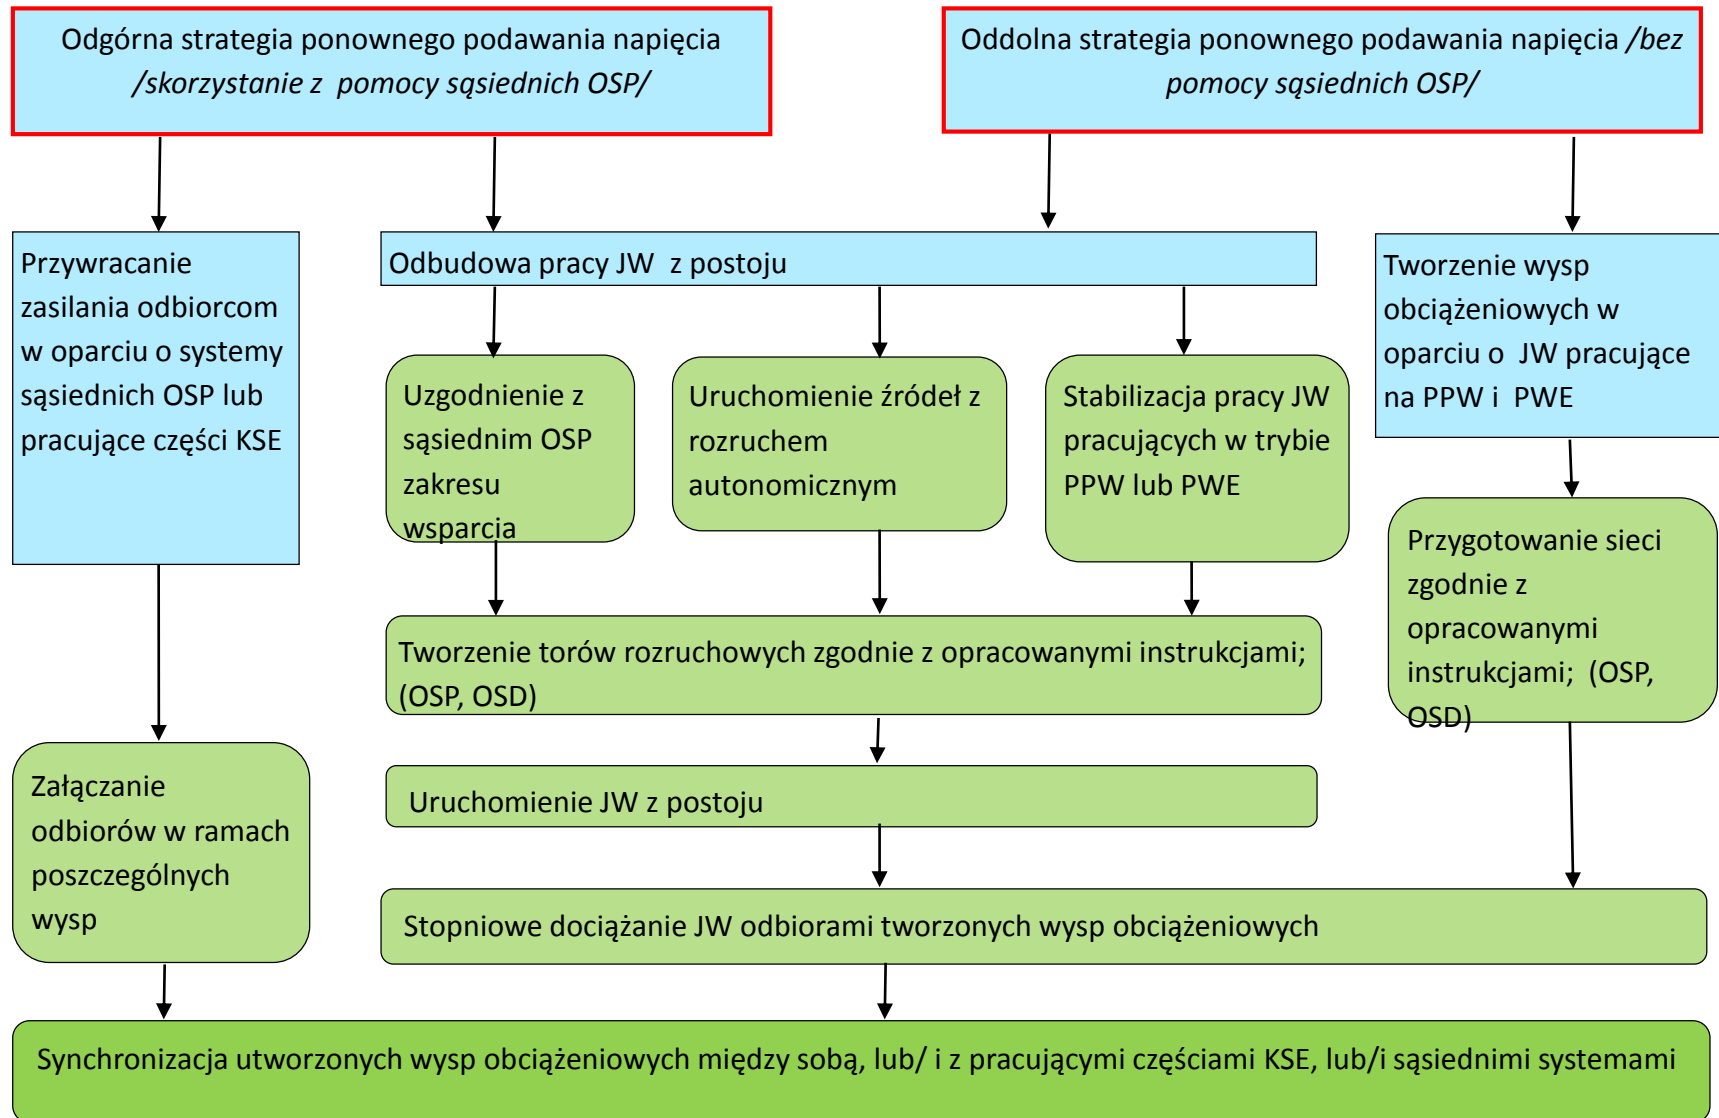 Odgórna strategia ponownego podawania napięcia
/skorzystanie z pomocy sąsiednich OSP/
Oddolna strategia ponownego podawania napięcia /bez
pomocy sąsiednich OSP/
Przywracanie
zasilania odbiorcom
w oparciu o systemy
sąsiednich OSP lub
pracujące części KSE
Odbudowa pracy JW z postoju
Tworzenie wysp
obciążeniowych w
oparciu o JW pracujące
na PPW i PWE
Uzgodnienie z
sąsiednim OSP
zakresu
wsparcia
Uruchomienie źródeł z
rozruchem
autonomicznym
Stabilizacja pracy JW
pracujących w trybie
PPW lub PWE
Przygotowanie sieci
zgodnie z
opracowanymi
instrukcjami; (OSP,
OSD)
Tworzenie torów rozruchowych zgodnie z opracowanymi instrukcjami;
(OSP, OSD)
Załączanie
odbiorów w ramach
poszczególnych
wysp
Uruchomienie JW z postoju
Stopniowe dociążanie JW odbiorami tworzonych wysp obciążeniowych
Synchronizacja utworzonych wysp obciążeniowych między sobą, lub/ i z pracującymi częściami KSE, lub/i sąsiednimi systemami